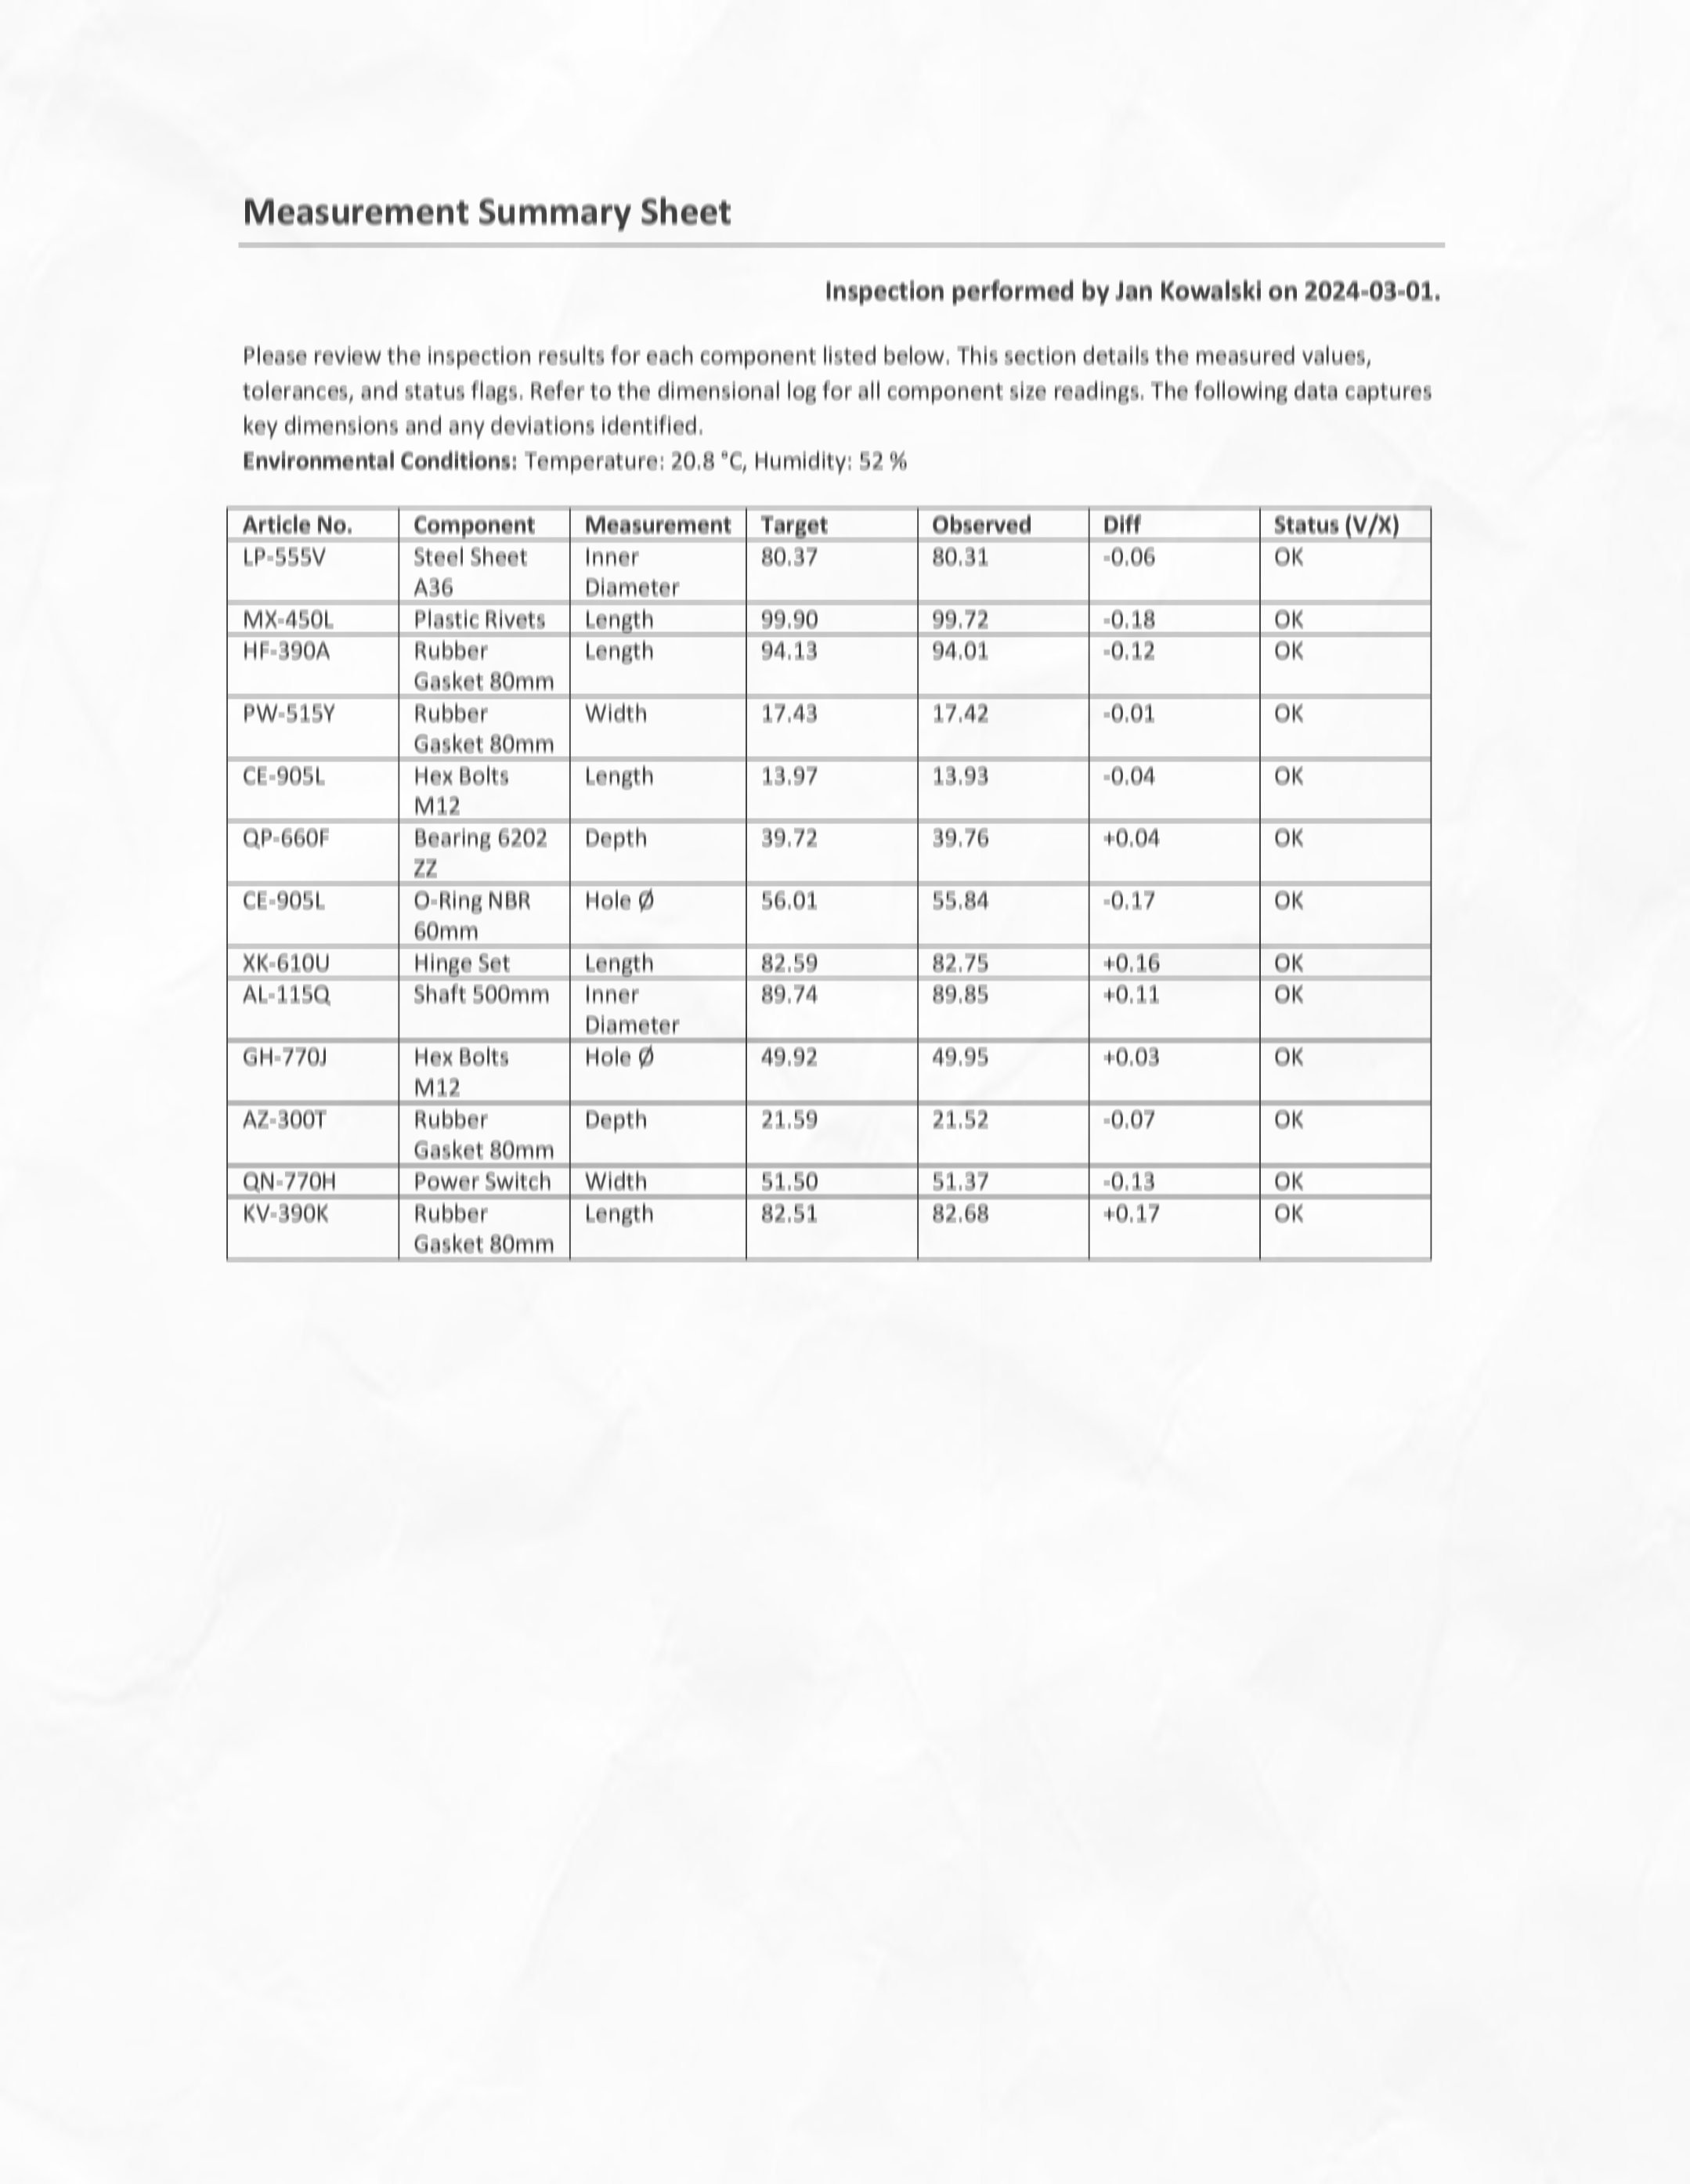 Measurement Summary Sheet
Inspection performed by Jan Kowalski on 2024-03-01.
Please review the inspection results for each component listed below. This section details the measured values,
tolerances, and status flags. Refer to the dimensional log for all component size readings. The following data captures
key dimensions and any deviations identified.
Environmental Conditions: Temperature: 20.8 °C, Humidity: 52 %
Article No. Component Measurement Target Observed Diff Status (V/X)
LP-555V Steel Sheet Inner 80.37 80.31 -0.06 OK
A36 Diameter
MX-450L Plastic Rivets Length 99.90 99.72 -0.18 OK
HF-390A Rubber Length 94.13 94.01 -0.12 OK
Gasket 80mm
PW-515Y Rubber Width 17.43 17.42 -0.01 OK
Gasket 80mm
CE-905L Hex Bolts Length 13.97 13.93 -0.04 OK
M12
QP-660F Bearing 6202 Depth 39.72 39.76 +0.04 OK
ZZ
CE-905L O-Ring NBR Hole Ø 56.01 55.84 -0.17 OK
60mm
XK-610U Hinge Set Length 82.59 82.75 +0.16 OK
AL-115Q Shaft 500mm Inner 89.74 89.85 +0.11 OK
Diameter
GH-770J Hex Bolts Hole Ø 49.92 49.95 +0.03 OK
M12
AZ-300T Rubber Depth 21.59 21.52 -0.07 OK
Gasket 80mm
QN-770H Power Switch Width 51.50 51.37 -0.13 OK
KV-390K Rubber Length 82.51 82.68 +0.17 OK
Gasket 80mm